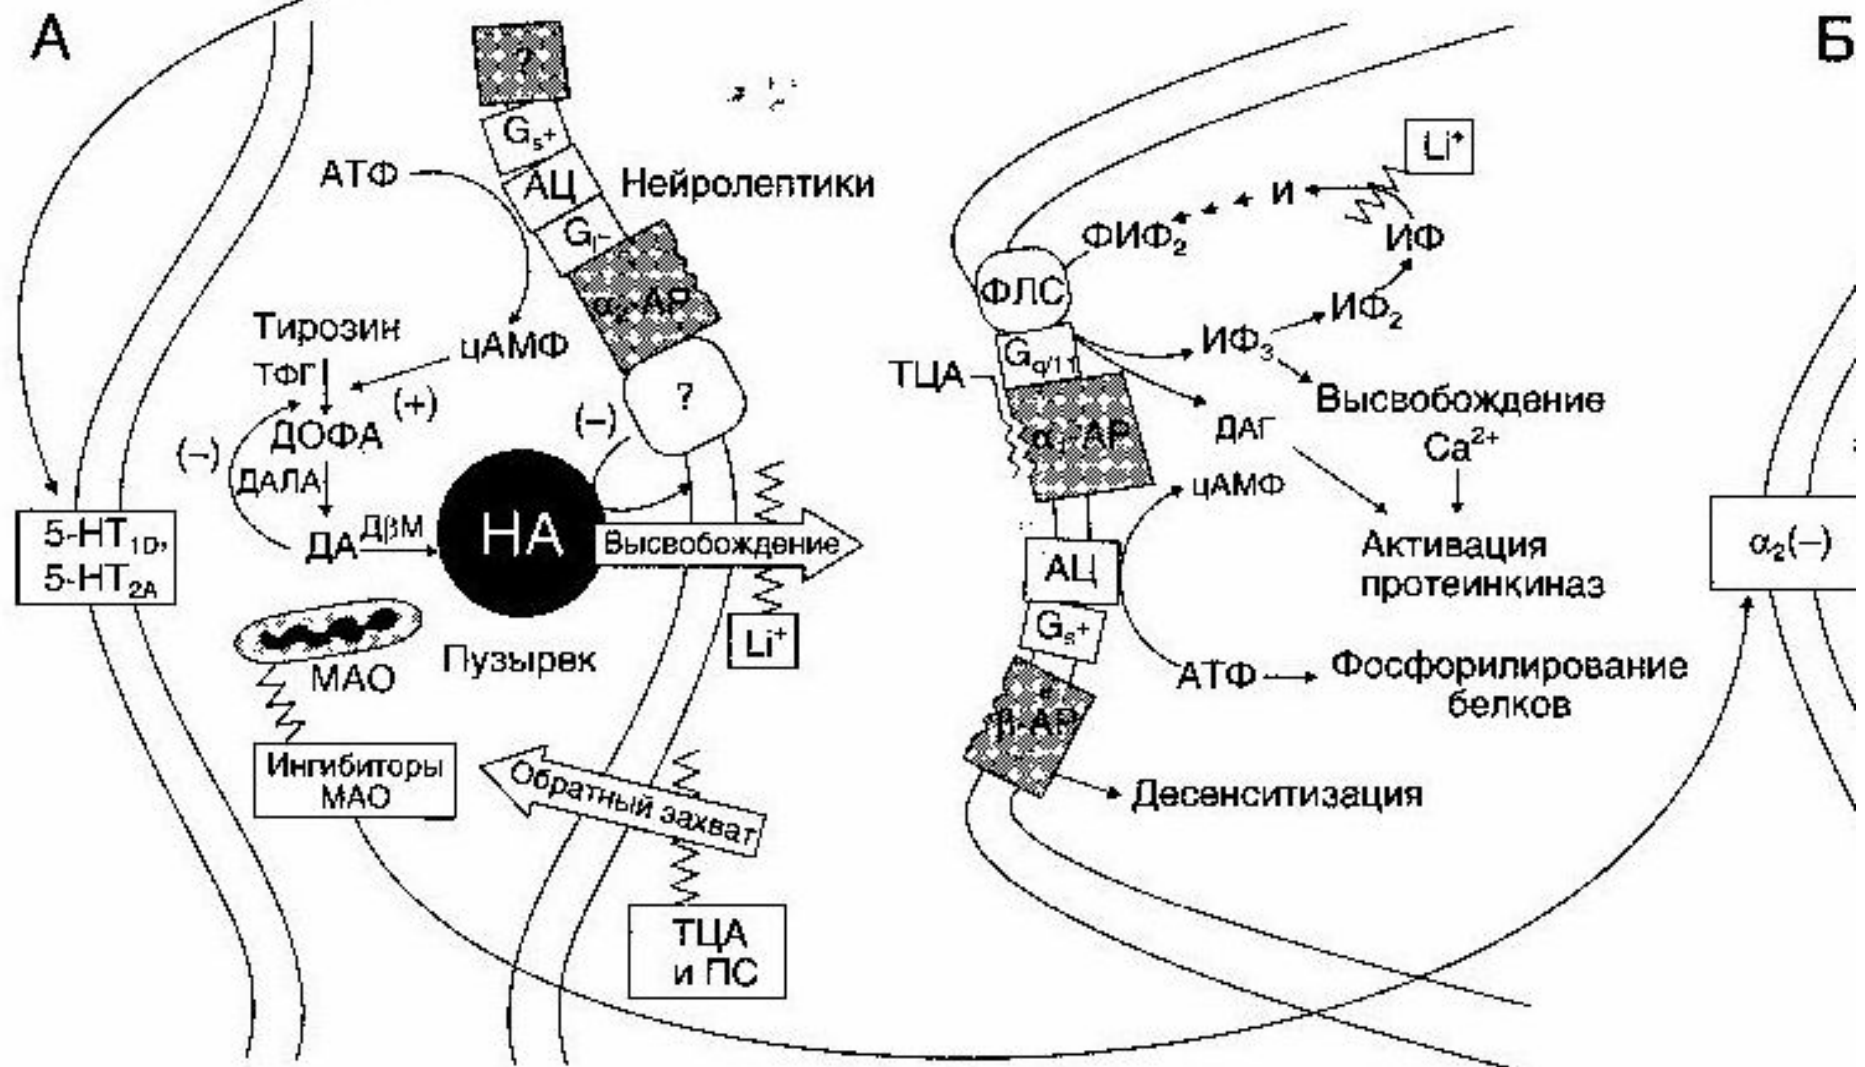 А
Б
?
Gs+
АТФ
АЦ
Нейролептики
Gi−
α2-АР
?
Тирозин
ТФГ
цАМФ
(+)
(−)
ДОФА
(−)
ДАЛА
ДА
ДβМ
НА
Высвобождение
5-HT1D,
5-HT2A
МАО
Пузырек
Li+
Ингибиторы
МАО
Обратный захват
ТЦА
и ПС
Li+
И
ФИФ2
ИФ
ФЛС
ИФ2
ИФ3
Gq/11
ТЦА
α1-АР
Высвобождение
Ca2+
ДАГ
цАМФ
Активация
протеинкиназ
АЦ
Gs+
АТФ
Фосфорилирование
белков
β-АР
Десенситизация
α2(−)